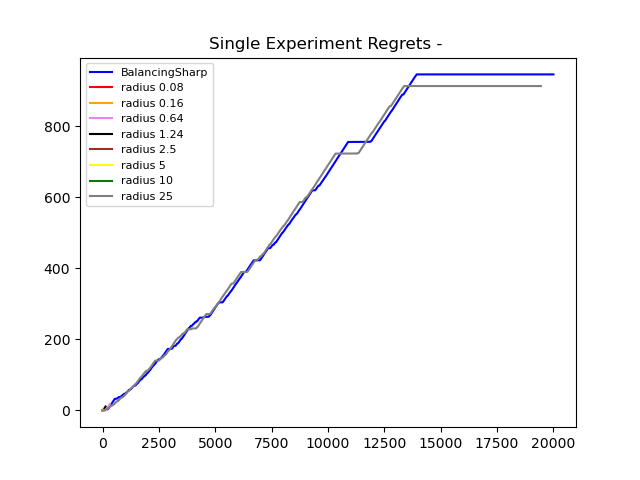 Single Experiment Regrets -
BalancingSharp
radius 0.08
radius 0.16
radius 0.64
radius 1.24
radius 2.5
radius 5
radius 10
radius 25
800
600
400
200
0
0 2500 5000 7500 10000 12500 15000 17500 20000